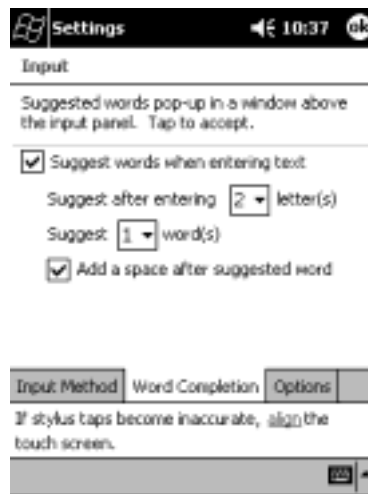 Settings 10:37 ok
Input
Suggested words pop-up in a window above
the input panel. Tap to accept.
Suggest words when entering text
Suggest after entering 2 letter(s)
Suggest 1 word(s)
Add a space after suggested word
Input Method Word Completion Options
If stylus taps become inaccurate, align the
touch screen.